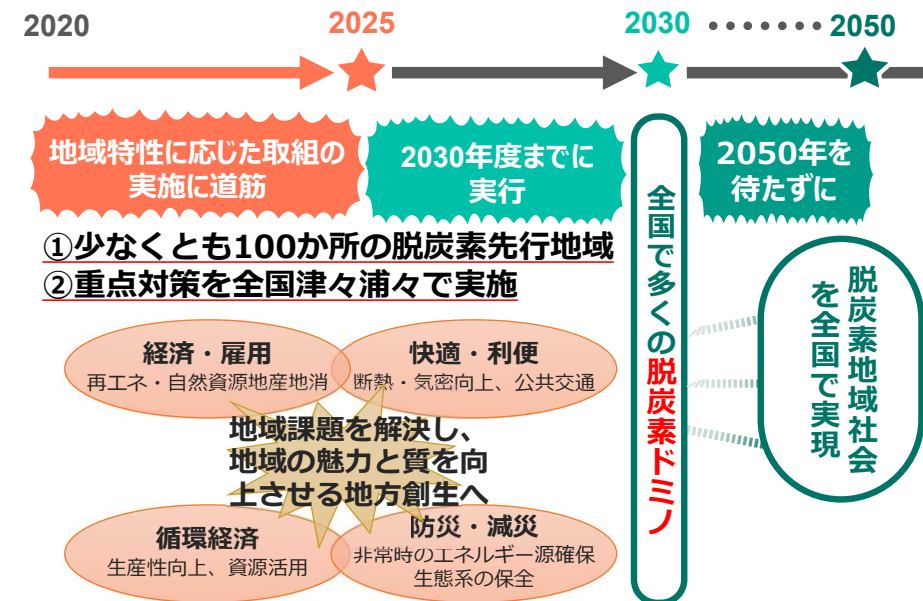 2020
2025
2030
•••••••
2050
地域特性に応じた取組の
実施に道筋
2030年度までに
実行
2050年を
待たずに
①少なくとも100か所の脱炭素先行地域
②重点対策を全国津々浦々で実施
経済・雇用
再エネ・自然資源地産地消
快適・利便
断熱・気密向上、公共交通
地域課題を解決し、
地域の魅力と質を向
上させる地方創生へ
循環経済
生産性向上、資源活用
防災・減災
非常時のエネルギー源確保
生態系の保全
全国で多くの脱炭素ドミノ
脱炭素地域社会
を全国で実現